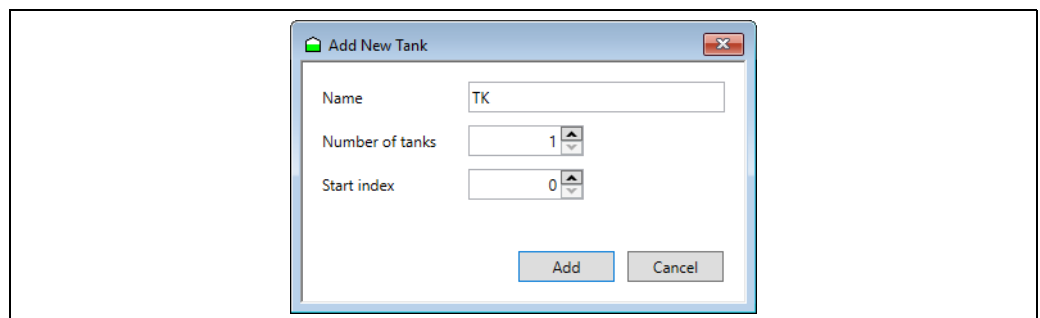 Add New Tank
Name TK
Number of tanks 1
Start index 0
Add Cancel